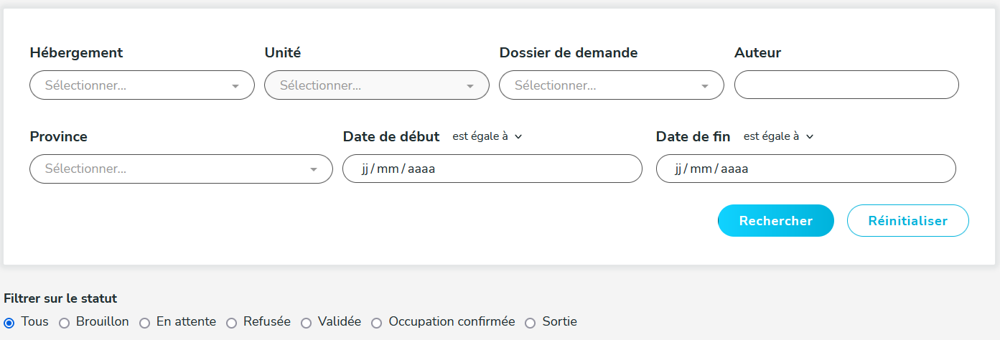 Hébergement Unité Dossier de demande Auteur
Sélectionner... Sélectionner... Sélectionner...
Province Date de début est égale à Date de fin est égale à
Sélectionner... jj/mm/aaaa jj/mm/aaaa
Rechercher Réinitialiser
Filtrer sur le statut
Tous Brouillon En attente Refusée Validée Occupation confirmée Sortie